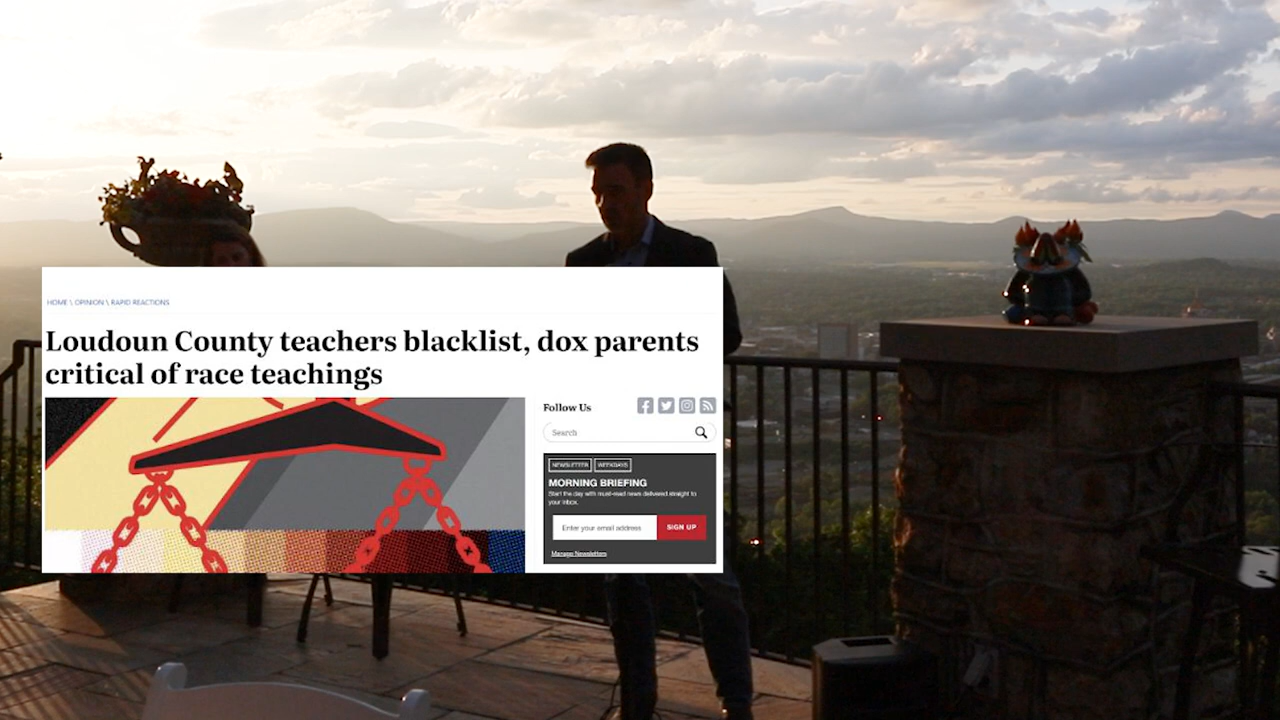 HOME \ OPINION \ RAPID REACTIONS
Loudoun County teachers blacklist, dox parents
critical of race teachings
Follow Us
Search
NEWSLETTER WEEKDAYS
MORNING BRIEFING
Start the day with must-read news delivered straight to
your inbox.
Enter your email address SIGN UP
Manage Newsletters